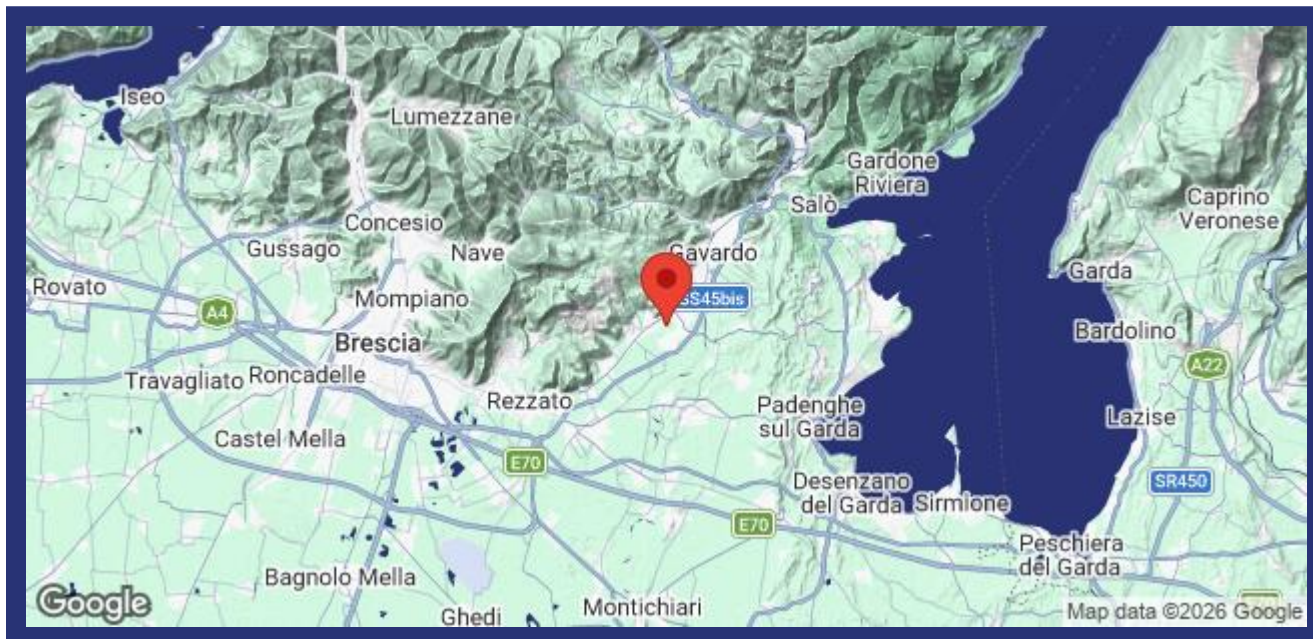 Iseo
Lumezzane
Gardone
Riviera
Caprino
Veronese
Salò
Concesio
Gussago
Nave
Gavardo
Garda
Rovato
Mompiano
SS45bis
A4
Bardolino
Brescia
A22
Travagliato
Roncadelle
Rezzato
Padenghe
sul Garda
Lazise
Castel Mella
E70
Desenzano
del Garda
Sirmione
SR450
E70
Peschiera
del Garda
Bagnolo Mella
Ghedi
Montichiari
Google
Map data ©2026 Google